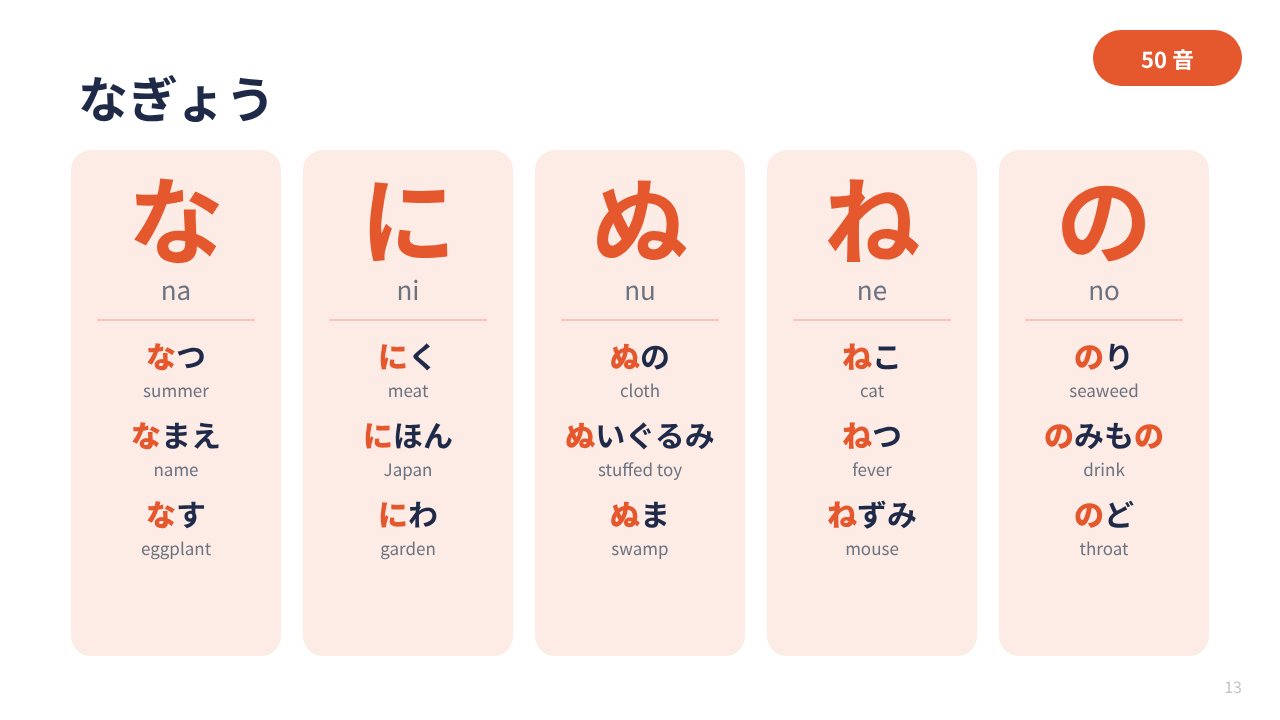 50 音
なぎょう
な
na
なつ
summer
なまえ
name
なす
eggplant
に
ni
にく
meat
にほん
Japan
にわ
garden
ぬ
nu
ぬの
cloth
ぬいぐるみ
stuffed toy
ぬま
swamp
ね
ne
ねこ
cat
ねつ
fever
ねずみ
mouse
の
no
のり
seaweed
のみもの
drink
のど
throat
13